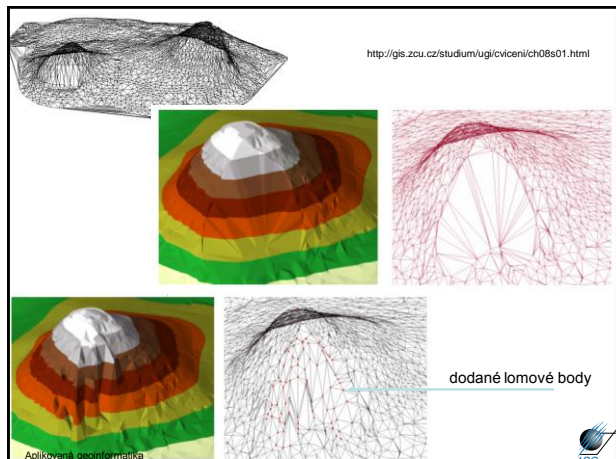 http://gis.zcu.cz/studium/ugi/cviceni/ch08s01.html
dodané lomové body
Aplikovaná geoinformatika